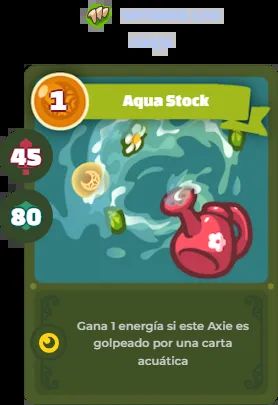 1
Aqua Stock
45
80
Gana 1 energía si este Axie es
golpeado por una carta
acuática